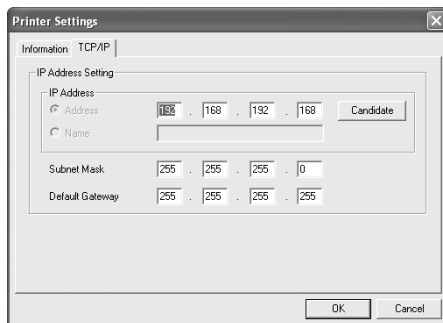 Printer Settings
Information TCP/IP
IP Address Setting
IP Address
Address 192 . 168 . 192 . 168 Candidate
Name
Subnet Mask 255 . 255 . 255 . 0
Default Gateway 255 . 255 . 255 . 255
OK Cancel